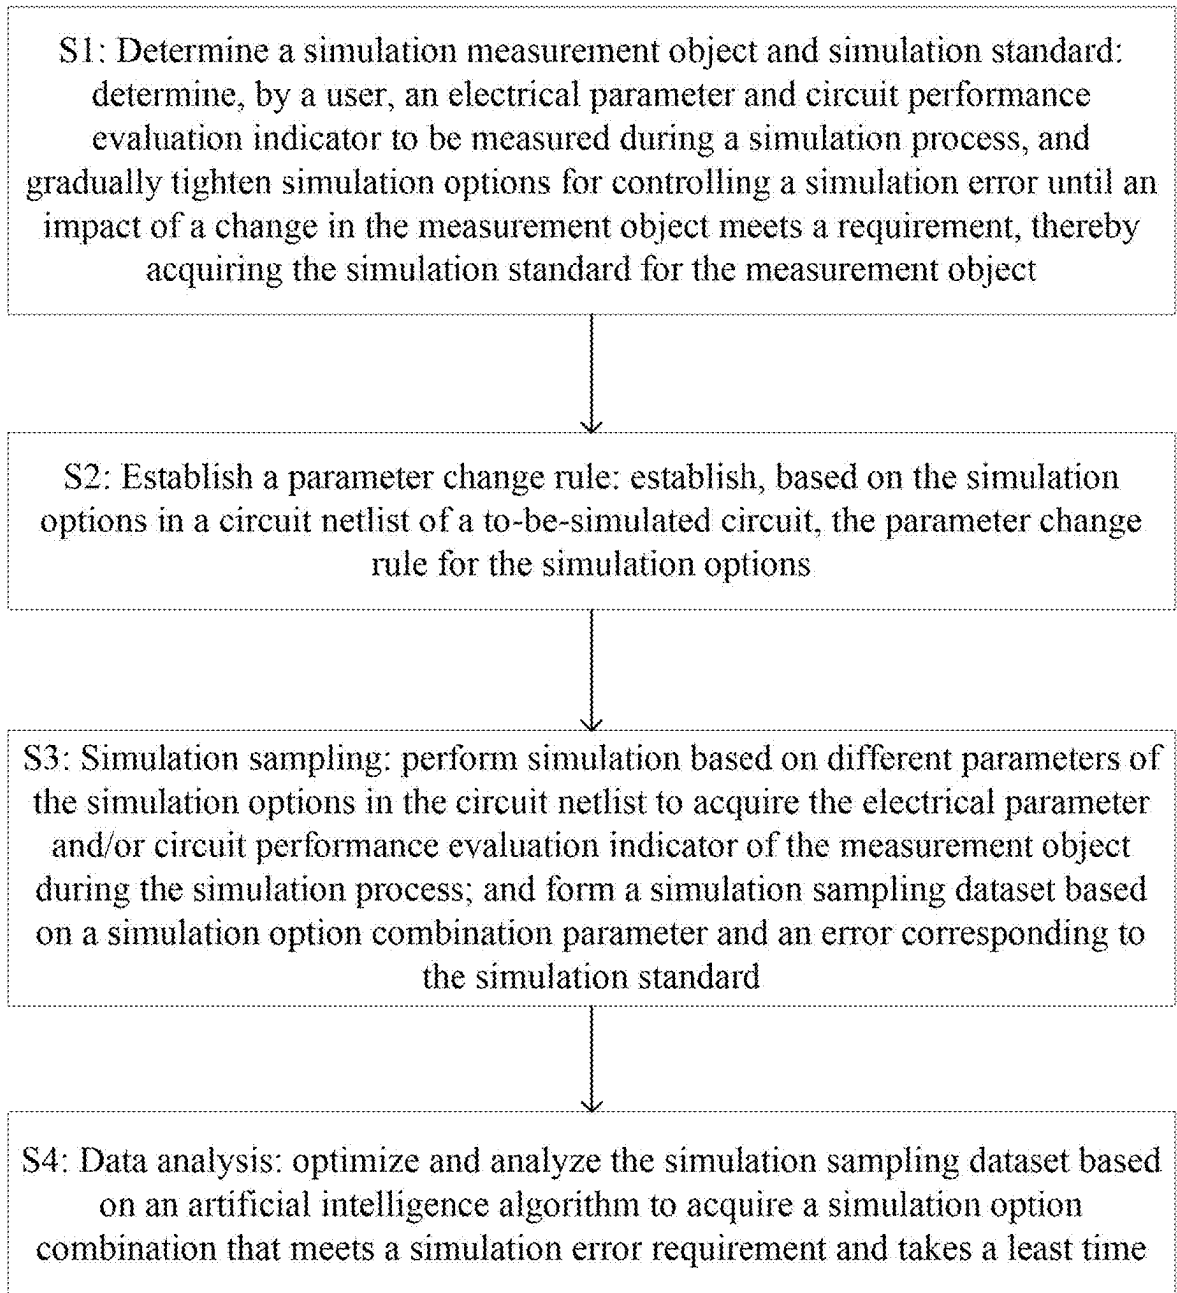 S1: Determine a simulation measurement object and simulation standard:
determine, by a user, an electrical parameter and circuit performance
evaluation indicator to be measured during a simulation process, and
gradually tighten simulation options for controlling a simulation error until an
impact of a change in the measurement object meets a requirement, thereby
acquiring the simulation standard for the measurement object
S2: Establish a parameter change rule: establish, based on the simulation
options in a circuit netlist of a to-be-simulated circuit, the parameter change
rule for the simulation options
S3: Simulation sampling: perform simulation based on different parameters of
the simulation options in the circuit netlist to acquire the electrical parameter
and/or circuit performance evaluation indicator of the measurement object
during the simulation process; and form a simulation sampling dataset based
on a simulation option combination parameter and an error corresponding to
the simulation standard
S4: Data analysis: optimize and analyze the simulation sampling dataset based
on an artificial intelligence algorithm to acquire a simulation option
combination that meets a simulation error requirement and takes a least time